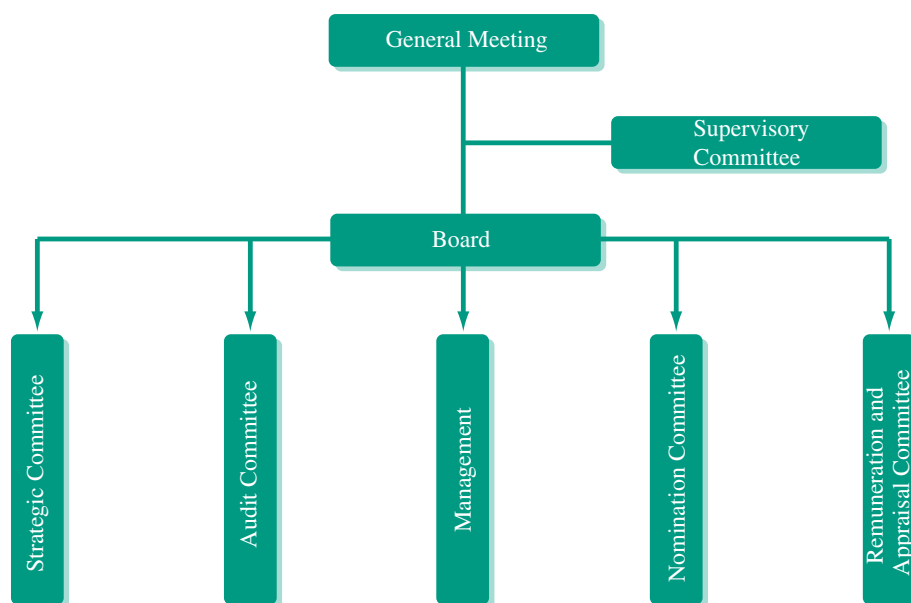 General Meeting
Supervisory
Committee
Board
Strategic Committee
Audit Committee
Management
Nomination Committee
Remuneration and
Appraisal Committee